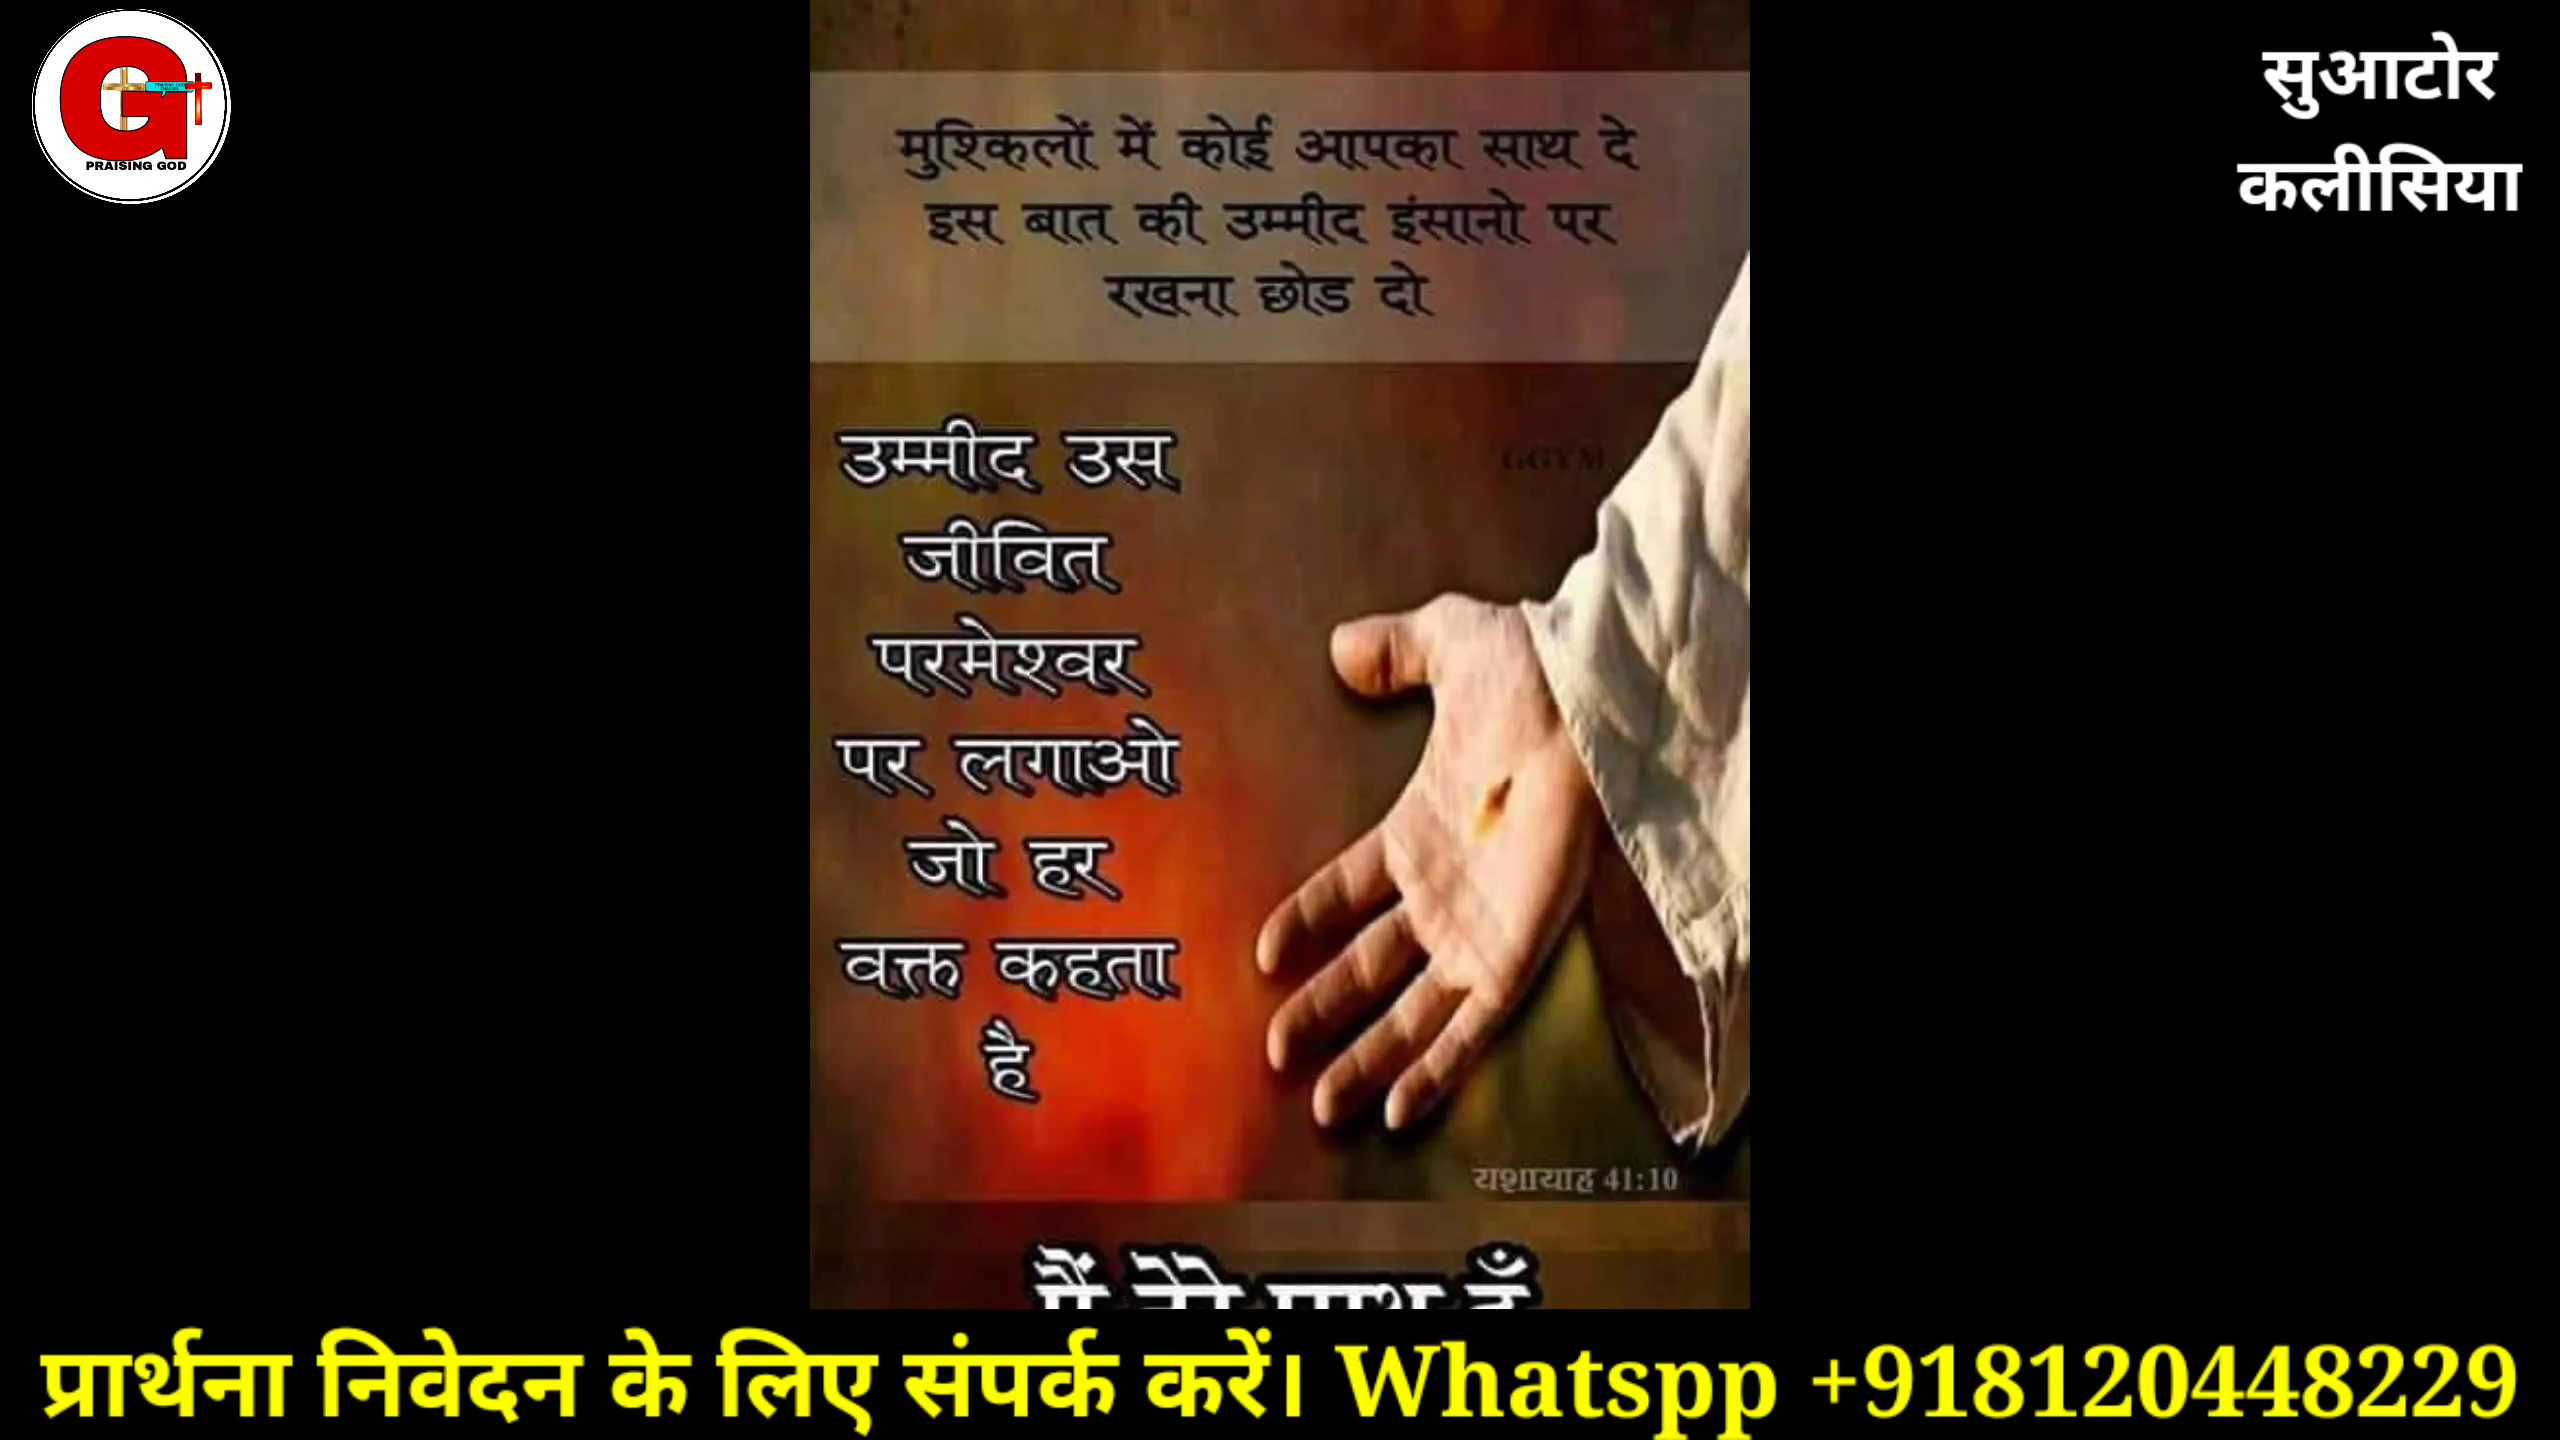 PRAISING GOD
सुआटोर
कलीसिया
मुश्किलों में कोई आपका साथ दे
इस बात की उम्मीद इंसानो पर
रखना छोड दो
GGYM
उम्मीद उस
जीवित
परमेश्वर
पर लगाओ
जो हर
वक्त कहता
है
यशायाह 41:10
मैं तेरे साथ हूँ
प्रार्थना निवेदन के लिए संपर्क करें। Whatspp +918120448229